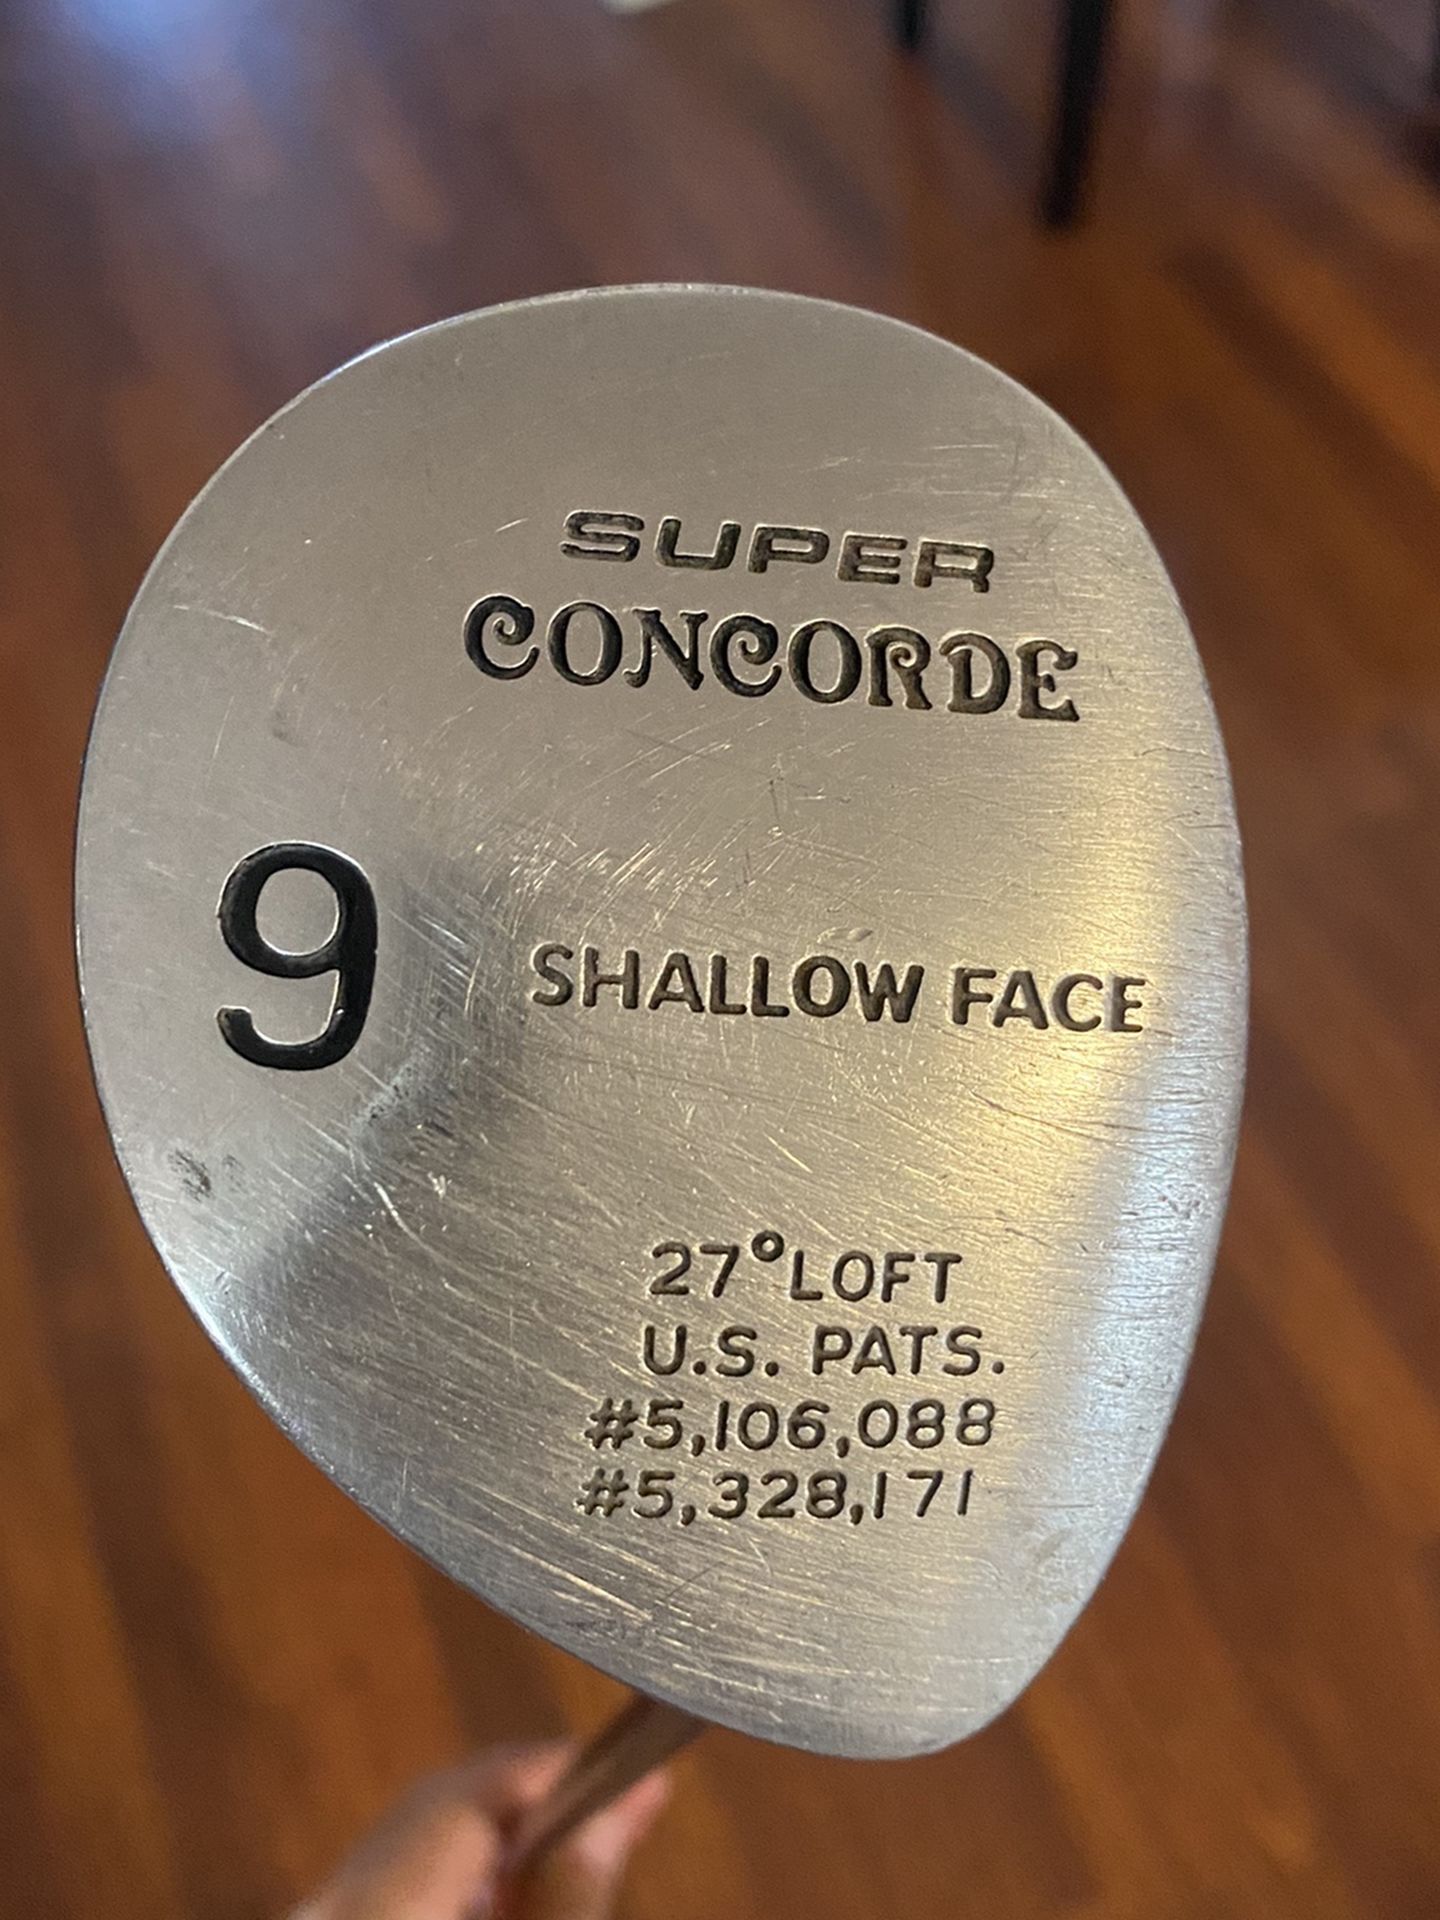 SUPER
CONCORDE
9
SHALLOW FACE
27° LOFT
U.S. PATS.
#5,106,088
#5,328,171